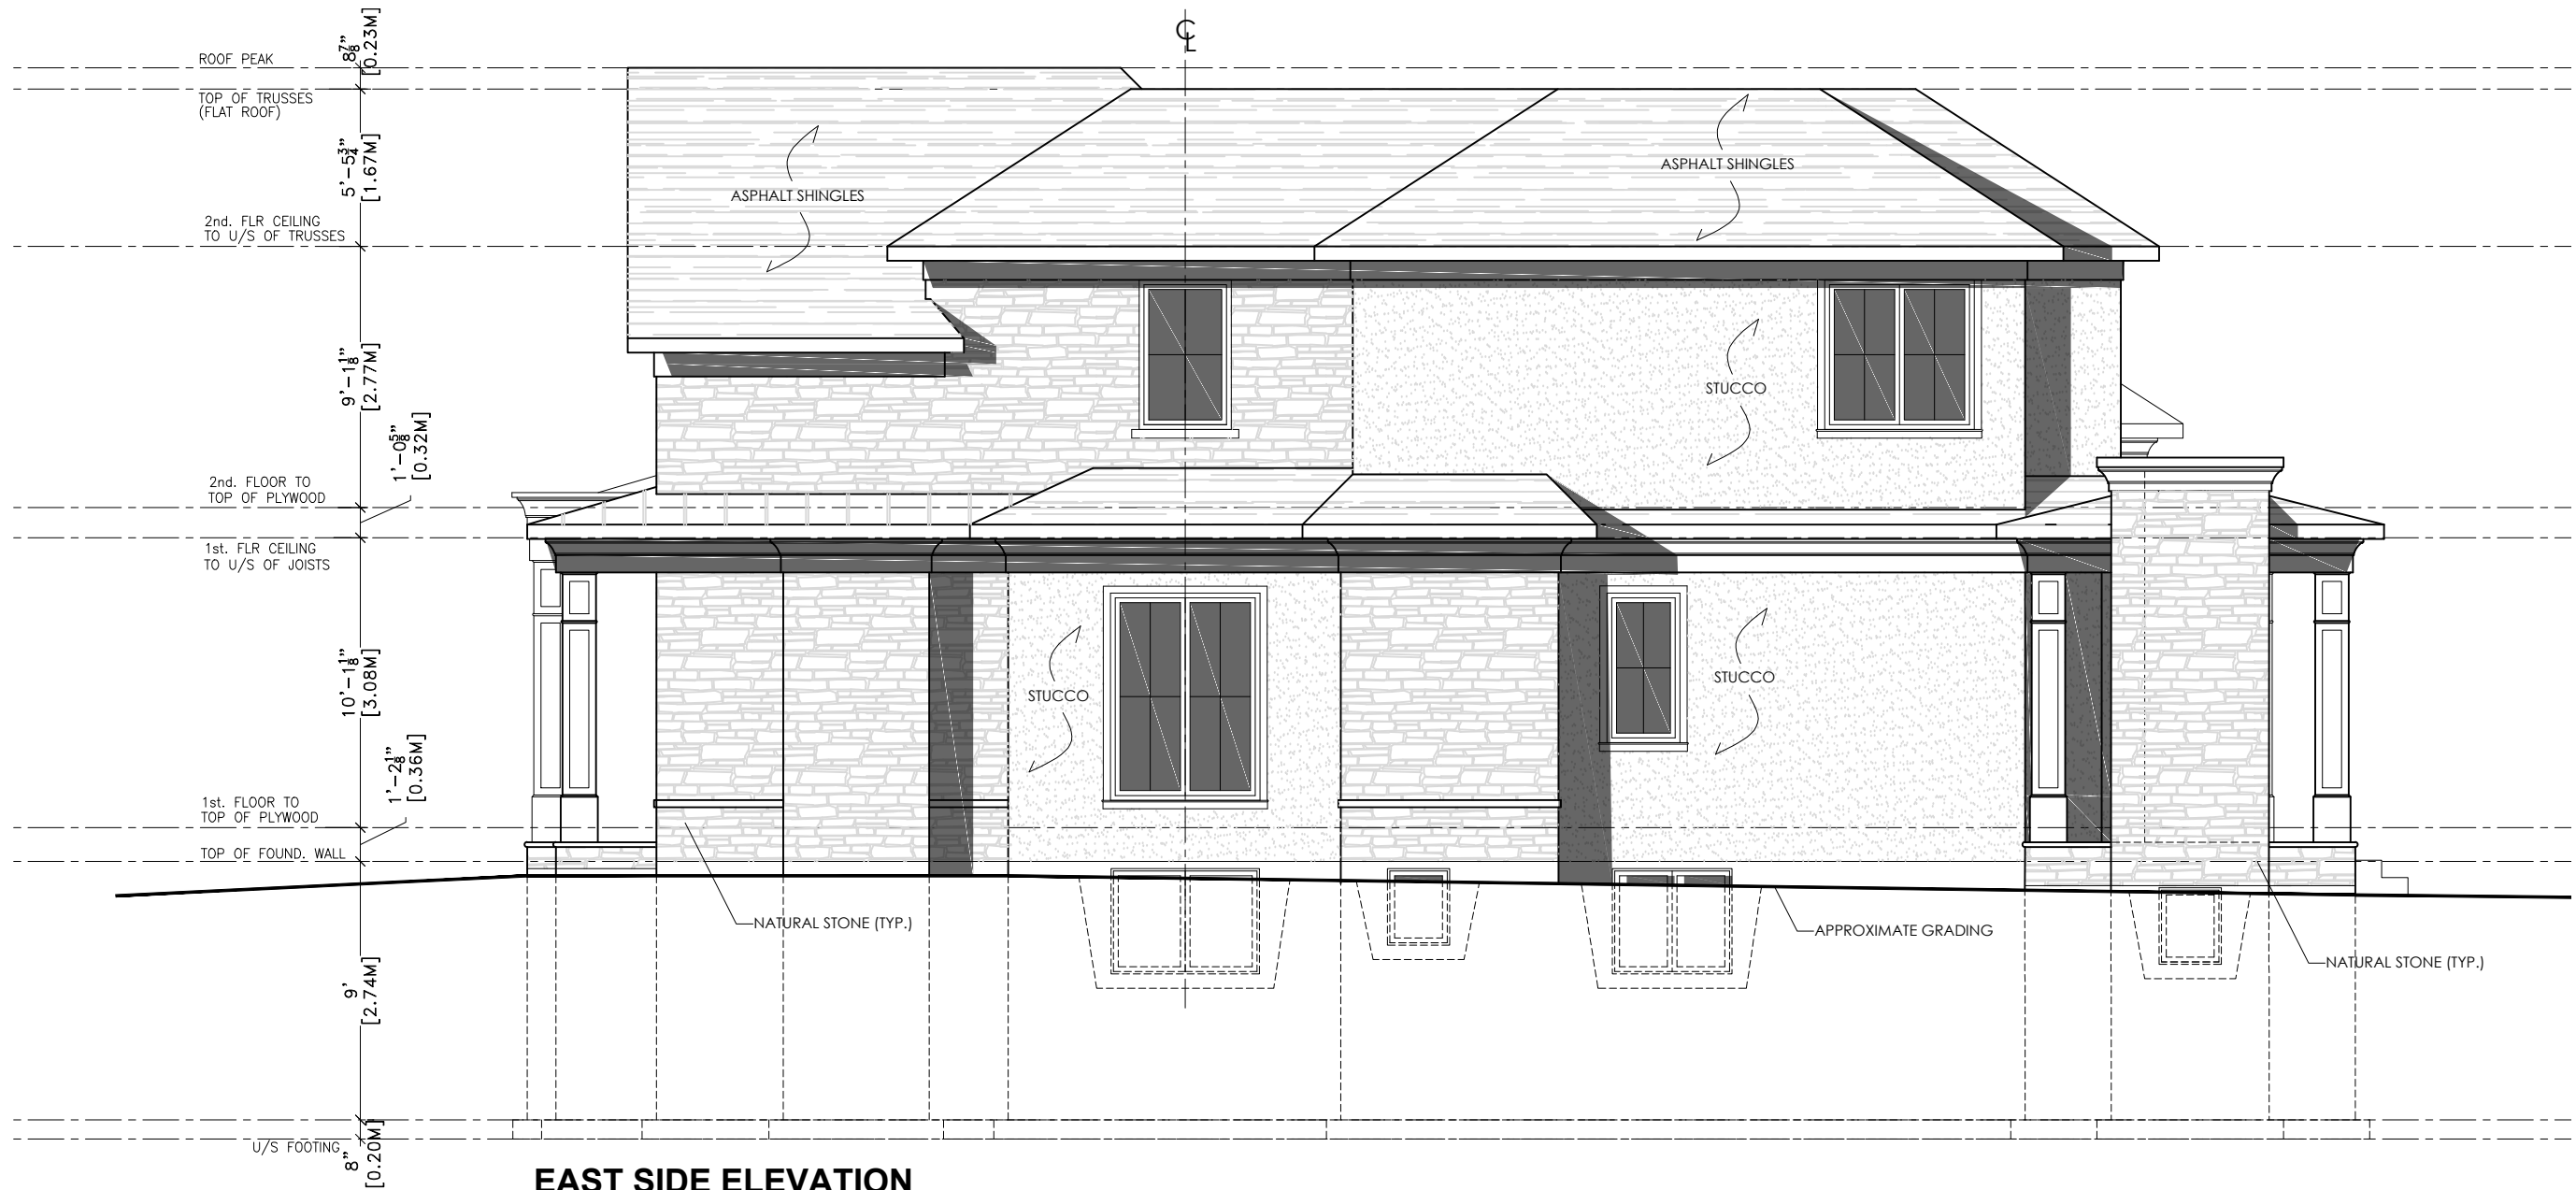 ℄
8⅞"
[0.23M]
ROOF PEAK
TOP OF TRUSSES
(FLAT ROOF)
5'-5¾"
[1.67M]
ASPHALT SHINGLES
ASPHALT SHINGLES
2nd. FLR CEILING
TO U/S OF TRUSSES
9'-1⅛"
[2.77M]
STUCCO
1'-0⅝"
[0.32M]
2nd. FLOOR TO
TOP OF PLYWOOD
1st. FLR CEILING
TO U/S OF JOISTS
10'-1⅛"
[3.08M]
STUCCO
STUCCO
1'-2⅛"
[0.36M]
1st. FLOOR TO
TOP OF PLYWOOD
TOP OF FOUND. WALL
NATURAL STONE (TYP.)
APPROXIMATE GRADING
NATURAL STONE (TYP.)
9'
[2.74M]
U/S FOOTING
8"
[0.20M]
EAST SIDE ELEVATION